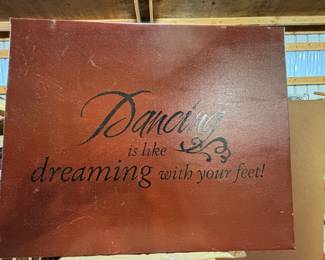 Dancing
is like
dreaming with your feet!